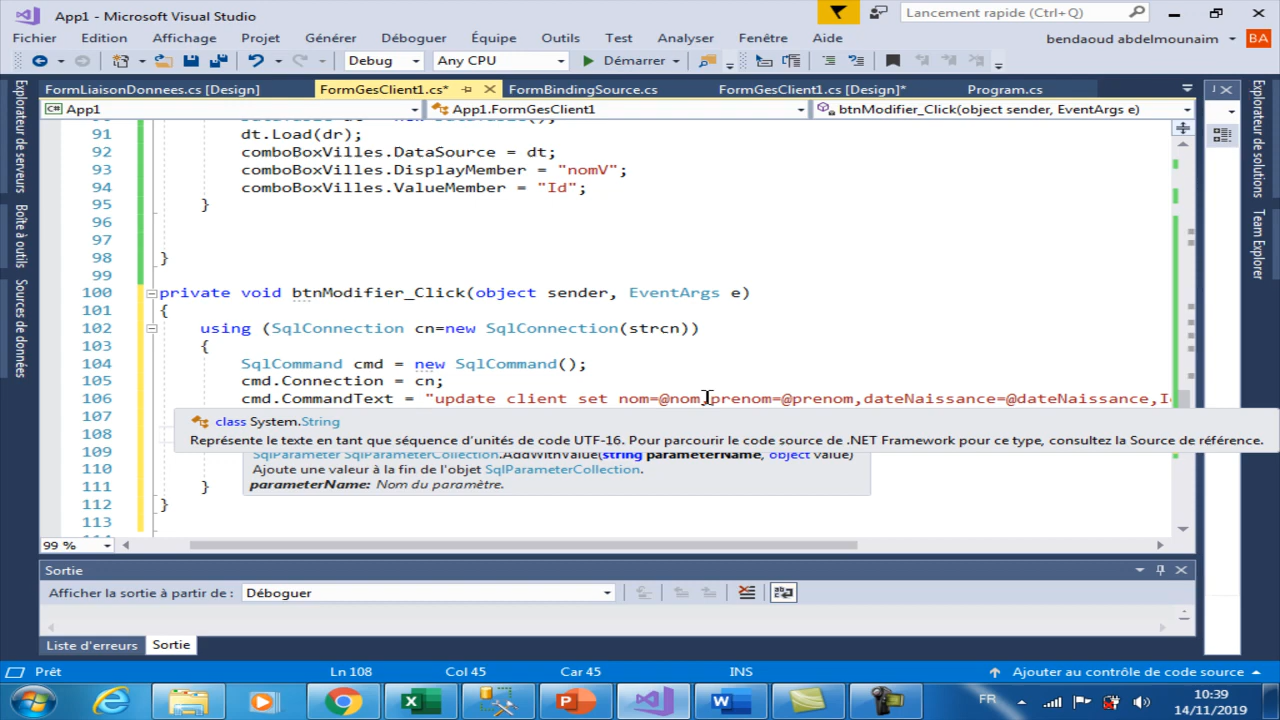 App1 - Microsoft Visual Studio
Lancement rapide (Ctrl+Q)
Fichier Edition Affichage Projet Générer Déboguer Équipe Outils Test Analyser Fenêtre Aide
bendaoud abdelmounaim BA
Debug Any CPU Démarrer
FormLiaisonDonnees.cs [Design] FormGesClient1.cs* FormBindingSource.cs FormGesClient1.cs [Design]* Program.cs
App1 App1.FormGesClient1 btnModifier_Click(object sender, EventArgs e)
Explorateur de serveurs
Boîte à outils
Sources de données
Explorateur de solutions
Team Explorer
91 dt.Load(dr);
92 comboBoxVilles.DataSource = dt;
93 comboBoxVilles.DisplayMember = "nomV";
94 comboBoxVilles.ValueMember = "Id";
95 }
96
97
98 }
99
100 private void btnModifier_Click(object sender, EventArgs e)
101 {
102 using (SqlConnection cn=new SqlConnection(strcn))
103 {
104 SqlCommand cmd = new SqlCommand();
105 cmd.Connection = cn;
106 cmd.CommandText = "update client set nom=@nom,prenom=@prenom,dateNaissance=@dateNaissance,I
107
class System.String
108
Représente le texte en tant que séquence d'unités de code UTF-16. Pour parcourir le code source de .NET Framework pour ce type, consultez la Source de référence.
109 SqlParameter SqlParameterCollection.AddWithValue(string parameterName, object value)
110 Ajoute une valeur à la fin de l'objet SqlParameterCollection.
parameterName: Nom du paramètre.
111 }
112 }
113
99 %
Sortie
Afficher la sortie à partir de : Déboguer
Liste d'erreurs Sortie
Prêt Ln 108 Col 45 Car 45 INS Ajouter au contrôle de code source
FR 10:39
14/11/2019